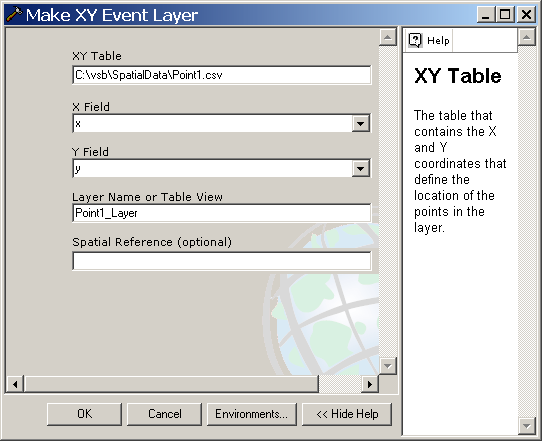 Make XY Event Layer
XY Table
C:\vsb\SpatialData\Point1.csv
X Field
x
Y Field
y
Layer Name or Table View
Point1_Layer
Spatial Reference (optional)
OK
Cancel
Environments...
<< Hide Help
Help
XY Table
The table that
contains the X
and Y
coordinates that
define the
location of the
points in the
layer.